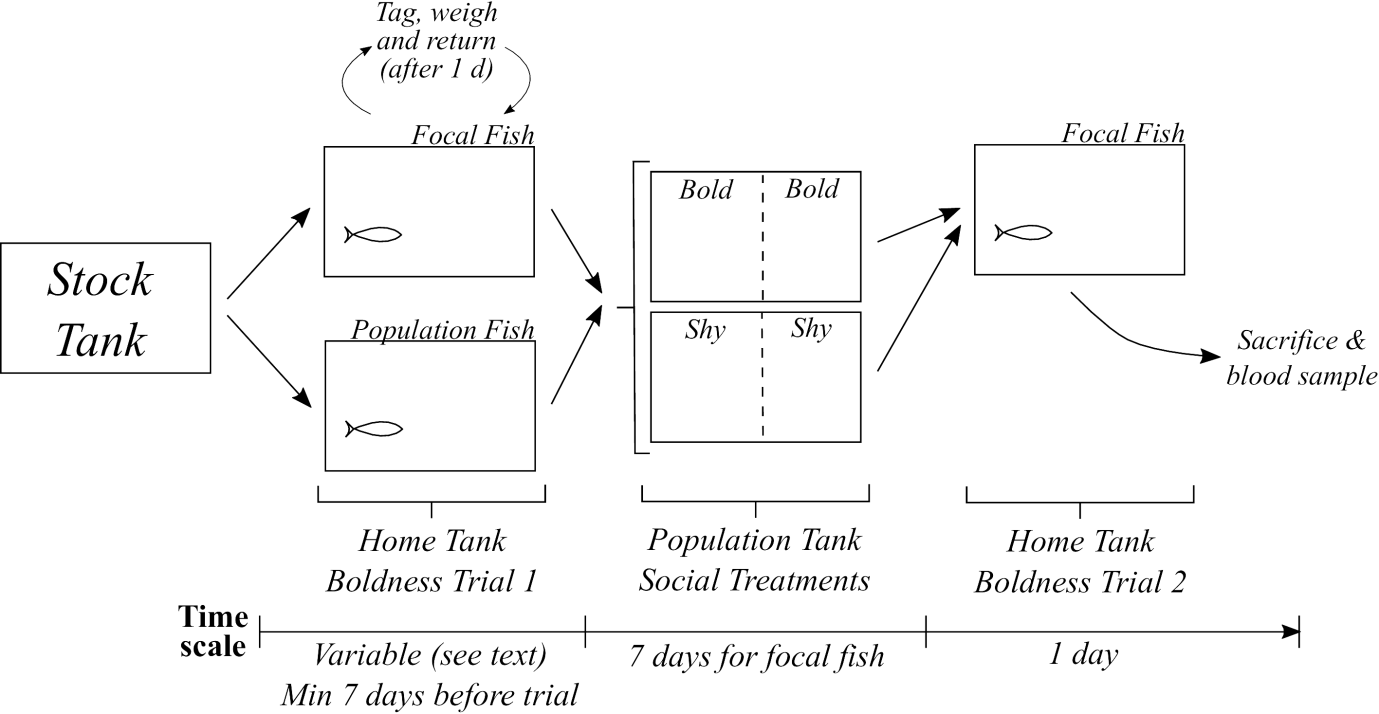 Tag, weigh
and return
(after 1 d)
Focal Fish
Stock
Tank
Population Fish
Home Tank
Boldness Trial 1
Bold
Bold
Shy
Shy
Population Tank
Social Treatments
Focal Fish
Sacrifice &
blood sample
Home Tank
Boldness Trial 2
Time
scale
Variable (see text)
Min 7 days before trial
7 days for focal fish
1 day